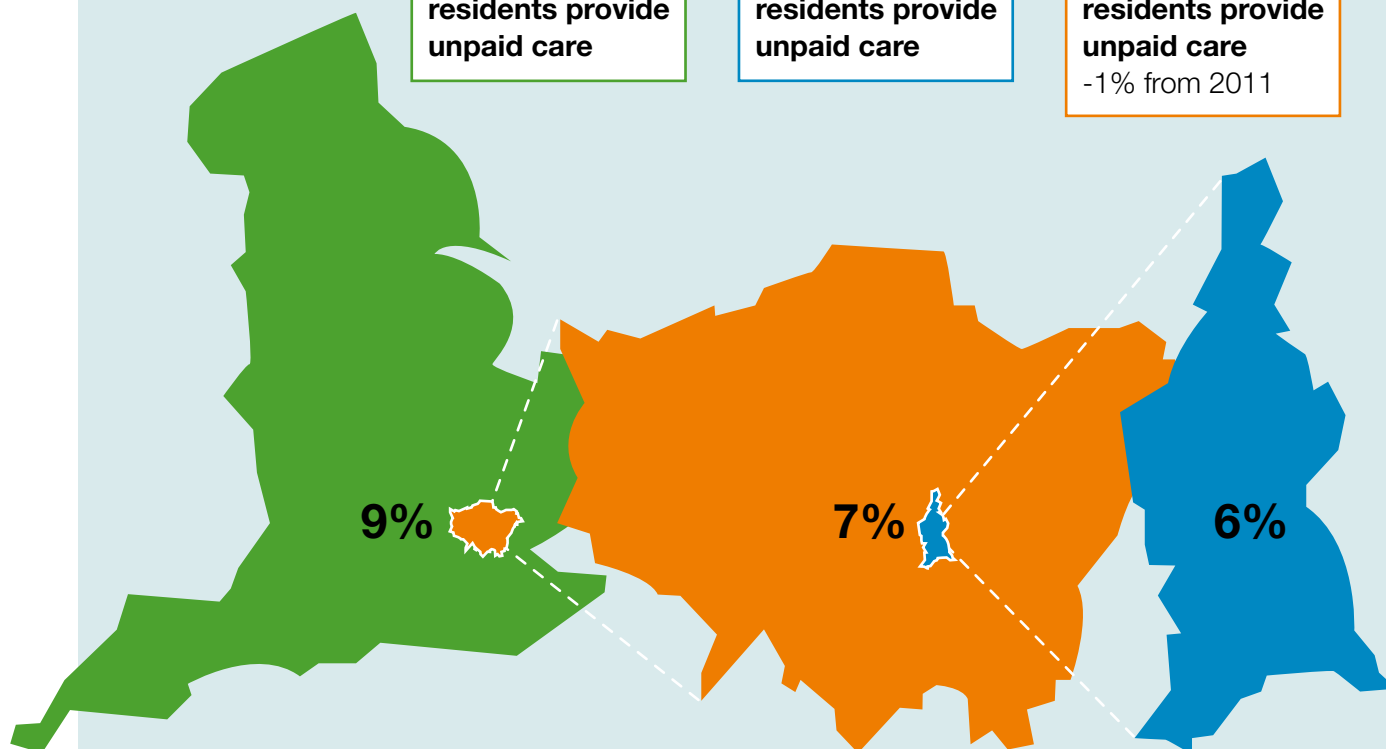 residents provide
unpaid care
residents provide
unpaid care
residents provide
unpaid care
-1% from 2011
9%
7%
6%